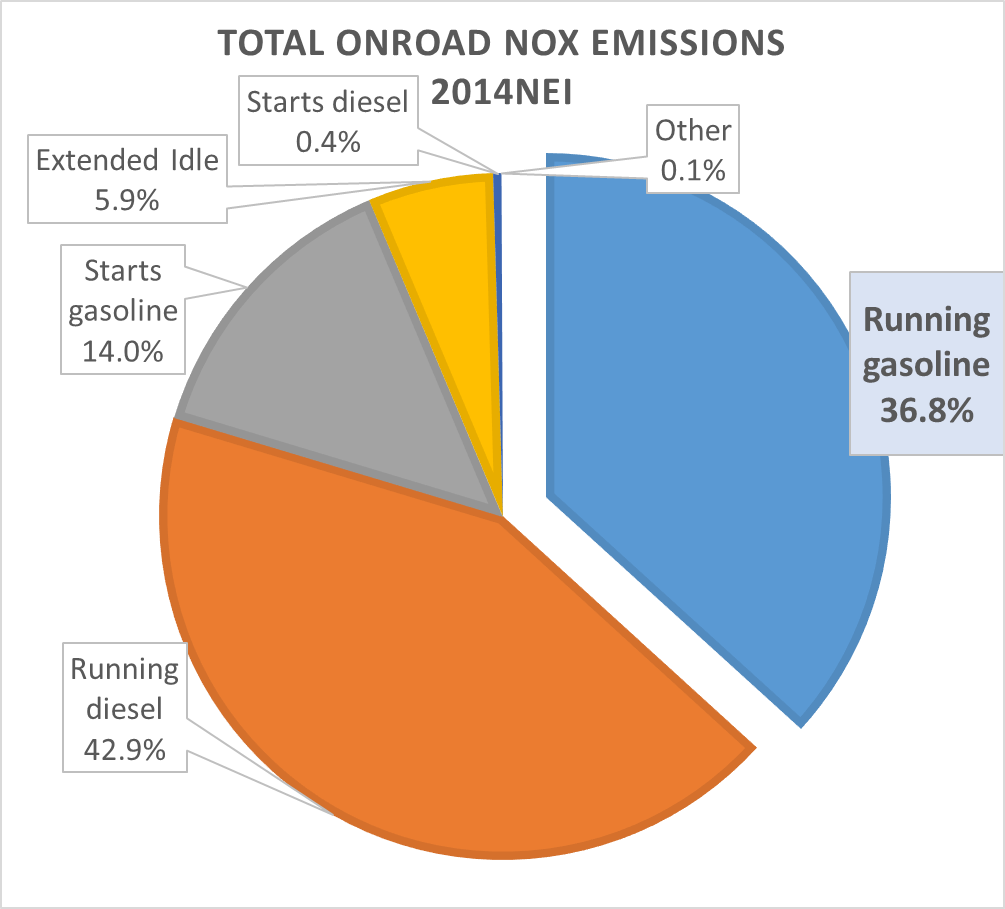 TOTAL ONROAD NOX EMISSIONS
2014NEI
Starts diesel
0.4%
Other
0.1%
Extended Idle
5.9%
Starts
gasoline
14.0%
Running
gasoline
36.8%
Running
diesel
42.9%